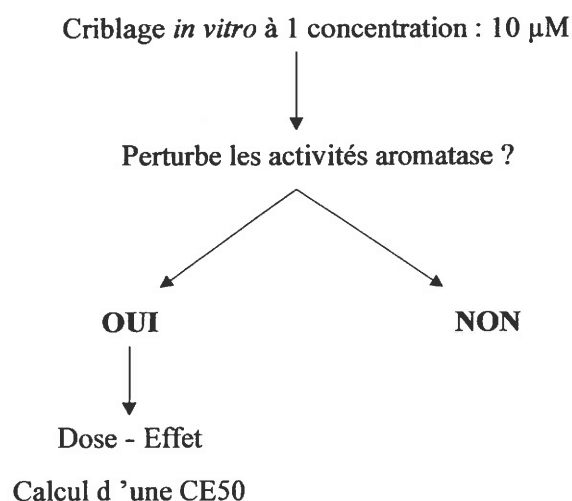 Criblage in vitro à 1 concentration : 10 µM
Perturbe les activités aromatase ?
OUI
NON
Dose - Effet
Calcul d ’une CE50